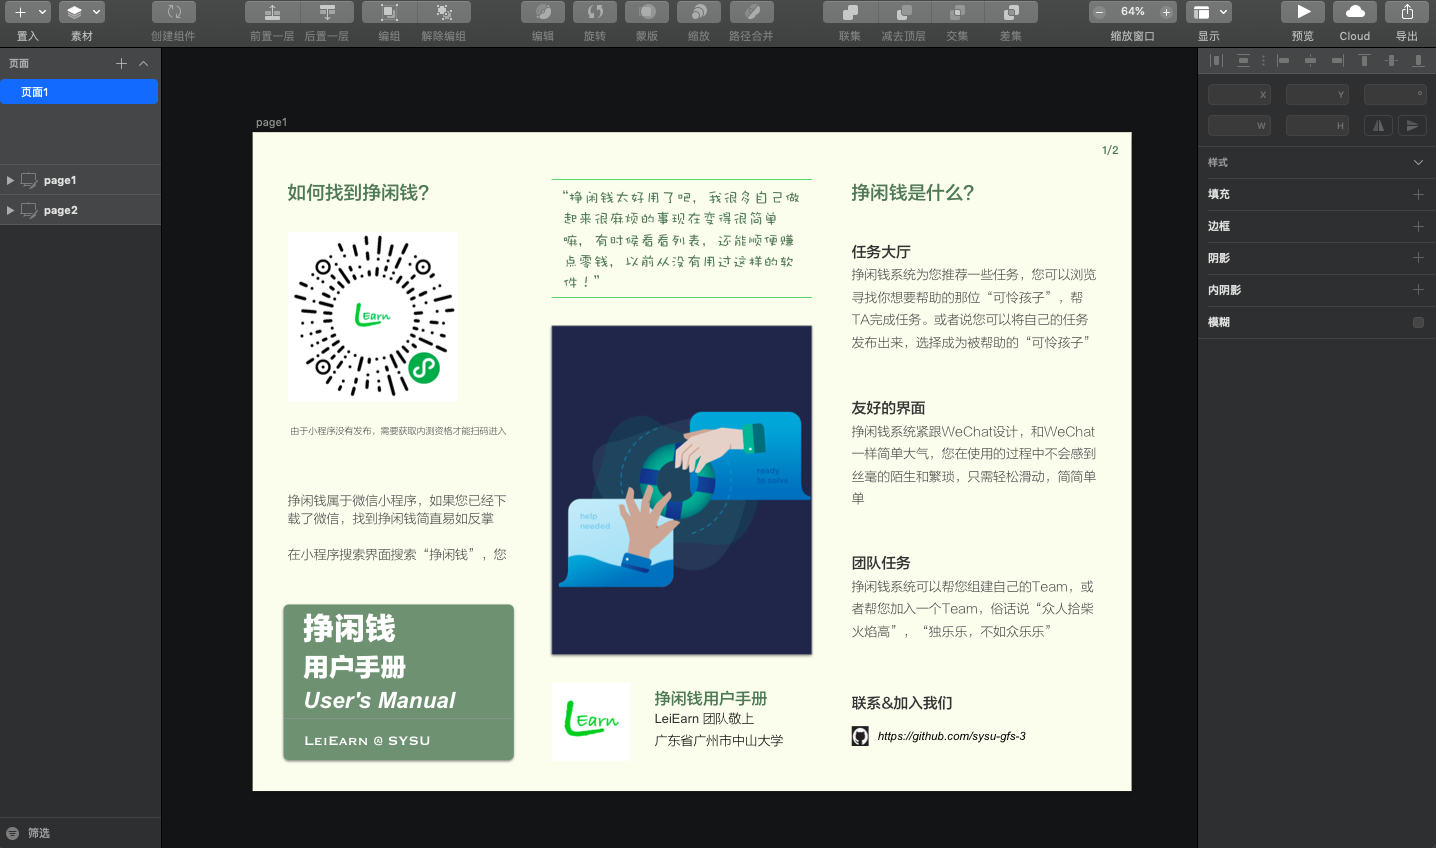 置入
素材
创建组件
前置一层
后置一层
编组
解除编组
编辑
旋转
蒙版
缩放
路径合并
联集
减去顶层
交集
差集
64%
缩放窗口
显示
预览
Cloud
导出
页面
页面1
page1
page2
筛选
page1
1/2
如何找到挣闲钱？
LEarn
由于小程序没有发布，需要获取内测资格才能扫码进入
挣闲钱属于微信小程序，如果您已经下
载了微信，找到挣闲钱简直易如反掌
在小程序搜索界面搜索“挣闲钱”，您
挣闲钱
用户手册
User's Manual
LEIEARN @ SYSU
“挣闲钱太好用了吧，我很多自己做
起来很麻烦的事现在变得很简单
嘛，有时候看看列表，还能顺便赚
点零钱，以前从没有用过这样的软
件！”
ready
to solve
help
needed
LEarn
挣闲钱用户手册
LeiEarn 团队敬上
广东省广州市中山大学
挣闲钱是什么？
任务大厅
挣闲钱系统为您推荐一些任务，您可以浏览
寻找你想要帮助的那位“可怜孩子”，帮
TA完成任务。或者说您可以将自己的任务
发布出来，选择成为被帮助的“可怜孩子”
友好的界面
挣闲钱系统紧跟WeChat设计，和WeChat
一样简单大气，您在使用的过程中不会感到
丝毫的陌生和繁琐，只需轻松滑动，简简单
单
团队任务
挣闲钱系统可以帮您组建自己的Team，或
者帮您加入一个Team，俗话说“众人拾柴
火焰高”，“独乐乐，不如众乐乐”
联系&加入我们
https://github.com/sysu-gfs-3
X
Y
°
W
H
样式
填充
边框
阴影
内阴影
模糊